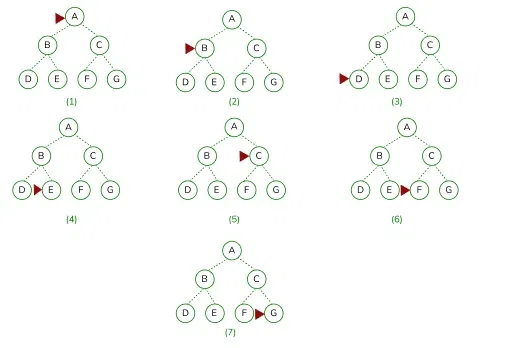 A A A
B C B C B C
D E F G D E F G D E F G
(1) (2) (3)
A A A
B C B C B C
D E F G D E F G D E F G
(4) (5) (6)
A
B C
D E F G
(7)